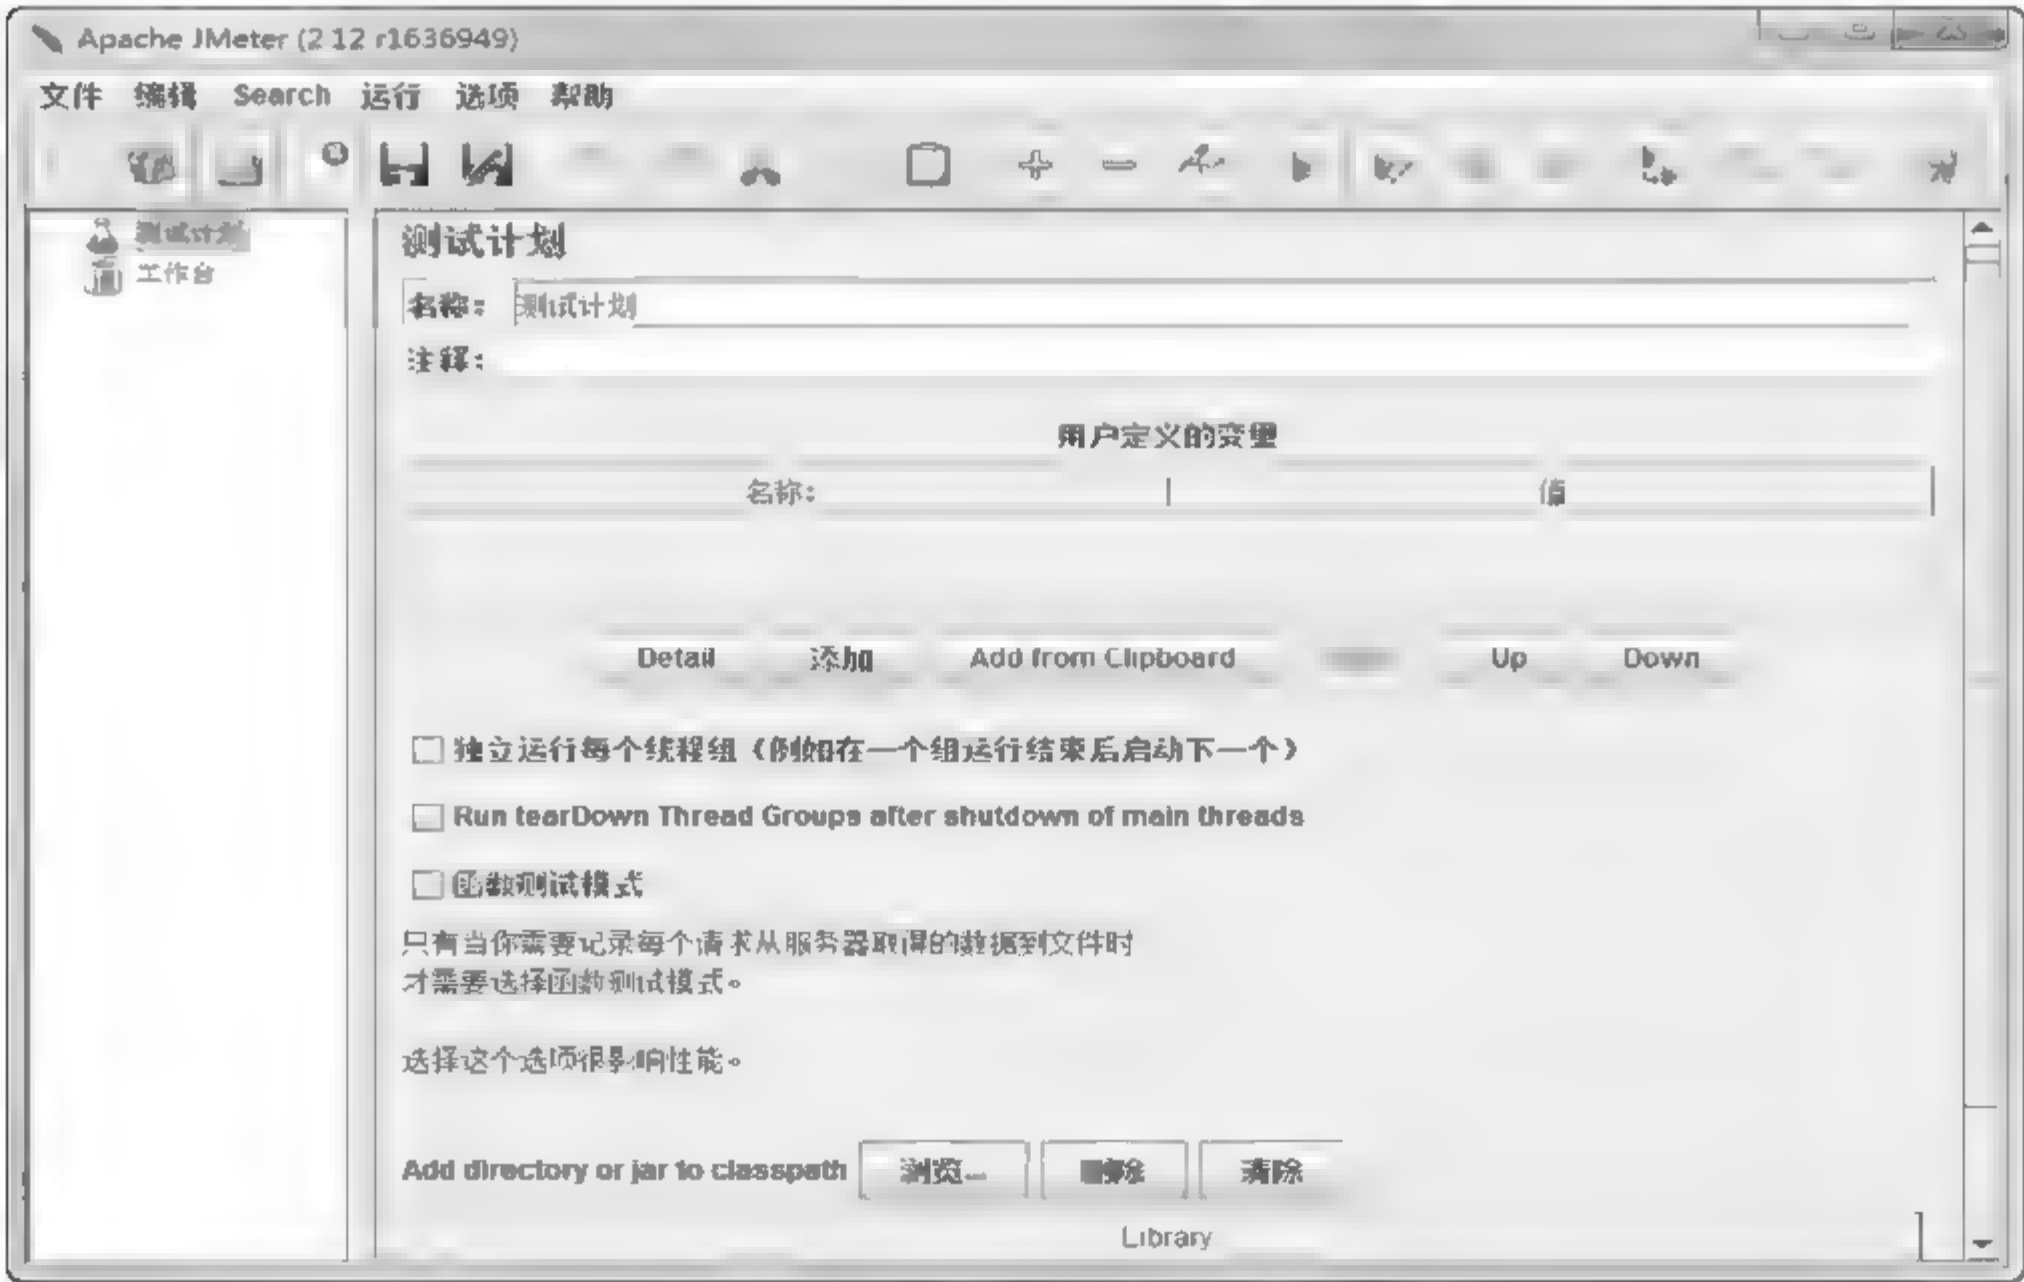 Apache JMeter (2 12 r1636949)
文件 编辑 Search 运行 选项 帮助
测试计划
工作台
测试计划
名称： 测试计划
注释：
用户定义的变量
名称： 值
Detail 添加 Add from Clipboard Up Down
独立运行每个线程组（例如在一个组运行结束后启动下一个）
Run tearDown Thread Groups after shutdown of main threads
函数测试模式
只有当你需要记录每个请求从服务器取得的数据到文件时
才需要选择函数测试模式。
选择这个选项很影响性能。
Add directory or jar to classpath 浏览... 删除 清除
Library